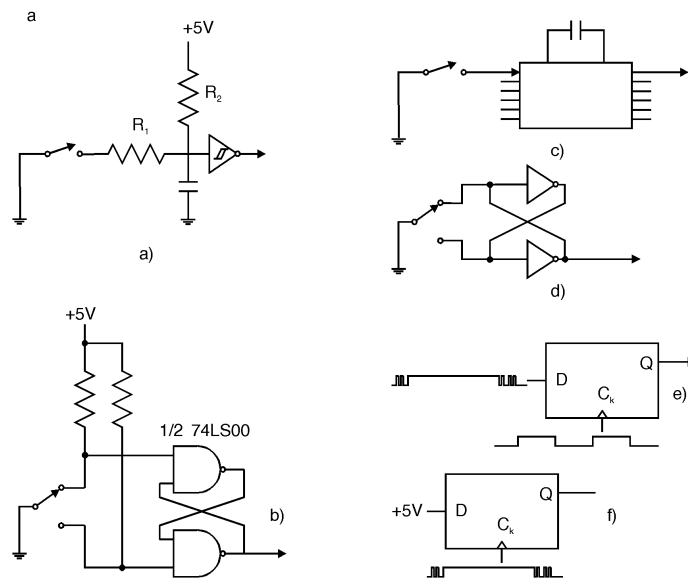 a
+5V
R₂
R₁
a)
c)
d)
+5V
1/2 74LS00
b)
D
Q
Cₖ
e)
+5V
D
Q
Cₖ
f)